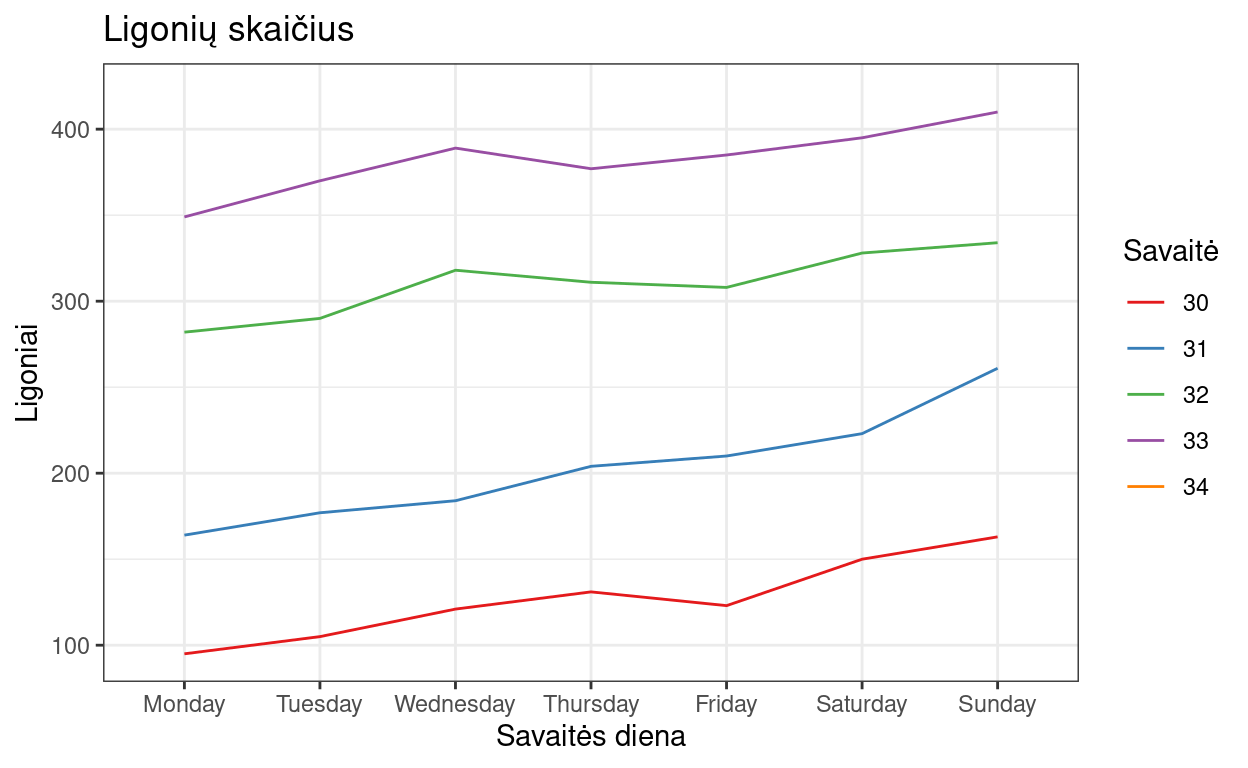 Ligonių skaičius
400
300
200
100
Ligoniai
Monday Tuesday Wednesday Thursday Friday Saturday Sunday
Savaitės diena
Savaitė
30
31
32
33
34